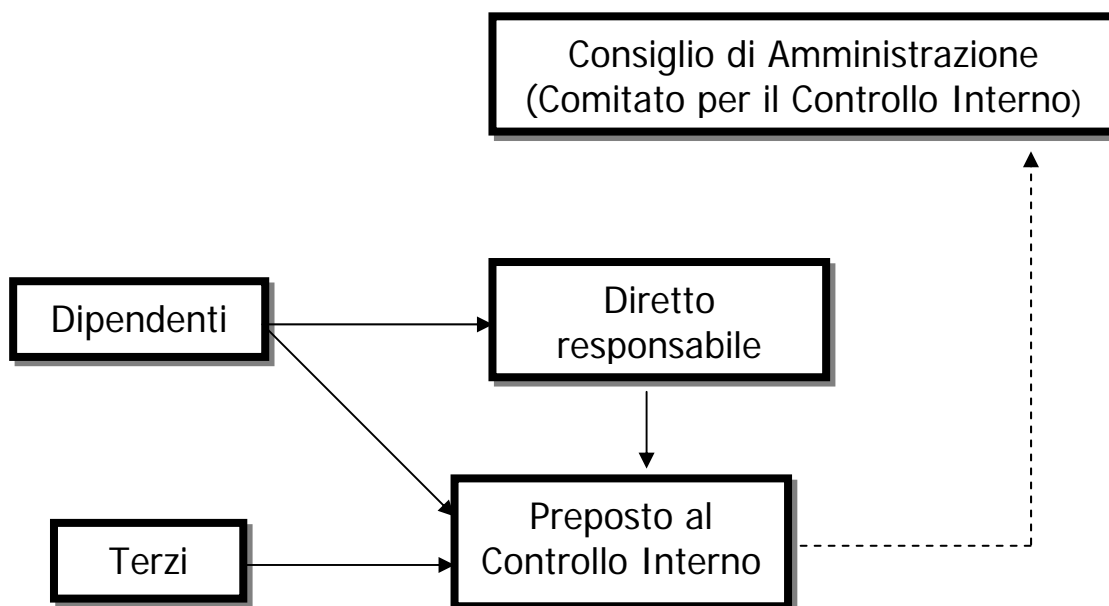 Consiglio di Amministrazione
(Comitato per il Controllo Interno)
Dipendenti
Diretto
responsabile
Preposto al
Controllo Interno
Terzi